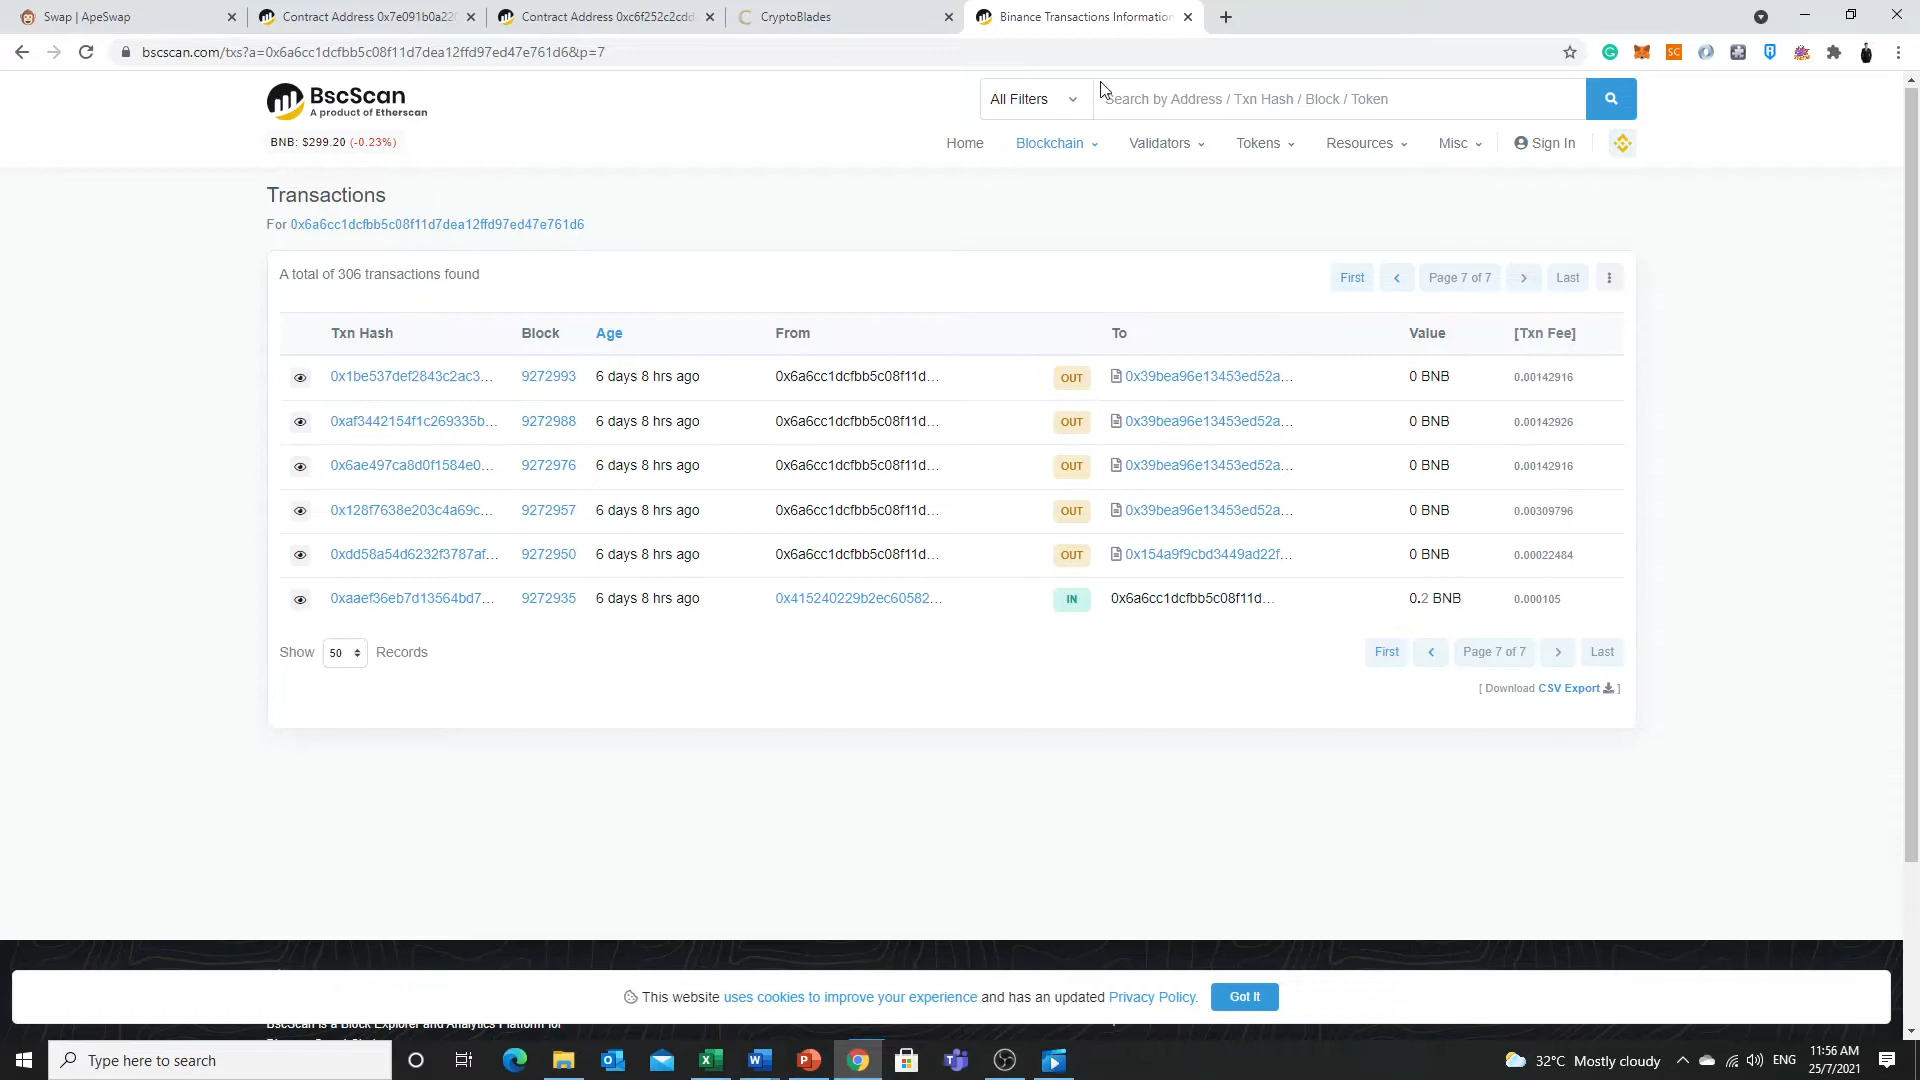 Swap | ApeSwap
Contract Address 0x7e091b0a22
Contract Address 0xc6f252c2cdd
CryptoBlades
Binance Transactions Information
bscscan.com/txs?a=0x6a6cc1dcfbb5c08f11d7dea12ffd97ed47e761d6&p=7
BscScan
A product of Etherscan
All Filters
Search by Address / Txn Hash / Block / Token
BNB: $299.20 (-0.23%)
Home
Blockchain
Validators
Tokens
Resources
Misc
Sign In
Transactions
For 0x6a6cc1dcfbb5c08f11d7dea12ffd97ed47e761d6
A total of 306 transactions found
First
Page 7 of 7
Last
Txn Hash Block Age From To Value [Txn Fee]
0x1be537def2843c2ac3... 9272993 6 days 8 hrs ago 0x6a6cc1dcfbb5c08f11d... OUT 0x39bea96e13453ed52a... 0 BNB 0.00142916
0xaf3442154f1c269335b... 9272988 6 days 8 hrs ago 0x6a6cc1dcfbb5c08f11d... OUT 0x39bea96e13453ed52a... 0 BNB 0.00142926
0x6ae497ca8d0f1584e0... 9272976 6 days 8 hrs ago 0x6a6cc1dcfbb5c08f11d... OUT 0x39bea96e13453ed52a... 0 BNB 0.00142916
0x128f7638e203c4a69c... 9272957 6 days 8 hrs ago 0x6a6cc1dcfbb5c08f11d... OUT 0x39bea96e13453ed52a... 0 BNB 0.00309796
0xdd58a54d6232f3787af... 9272950 6 days 8 hrs ago 0x6a6cc1dcfbb5c08f11d... OUT 0x154a9f9cbd3449ad22f... 0 BNB 0.00022484
0xaaef36eb7d13564bd7... 9272935 6 days 8 hrs ago 0x415240229b2ec60582... IN 0x6a6cc1dcfbb5c08f11d... 0.2 BNB 0.000105
Show 50 Records
First
Page 7 of 7
Last
[ Download CSV Export ]
This website uses cookies to improve your experience and has an updated Privacy Policy.
Got It
BscScan is a Block Explorer and Analytics Platform for
Type here to search
32°C Mostly cloudy
ENG
11:56 AM
25/7/2021